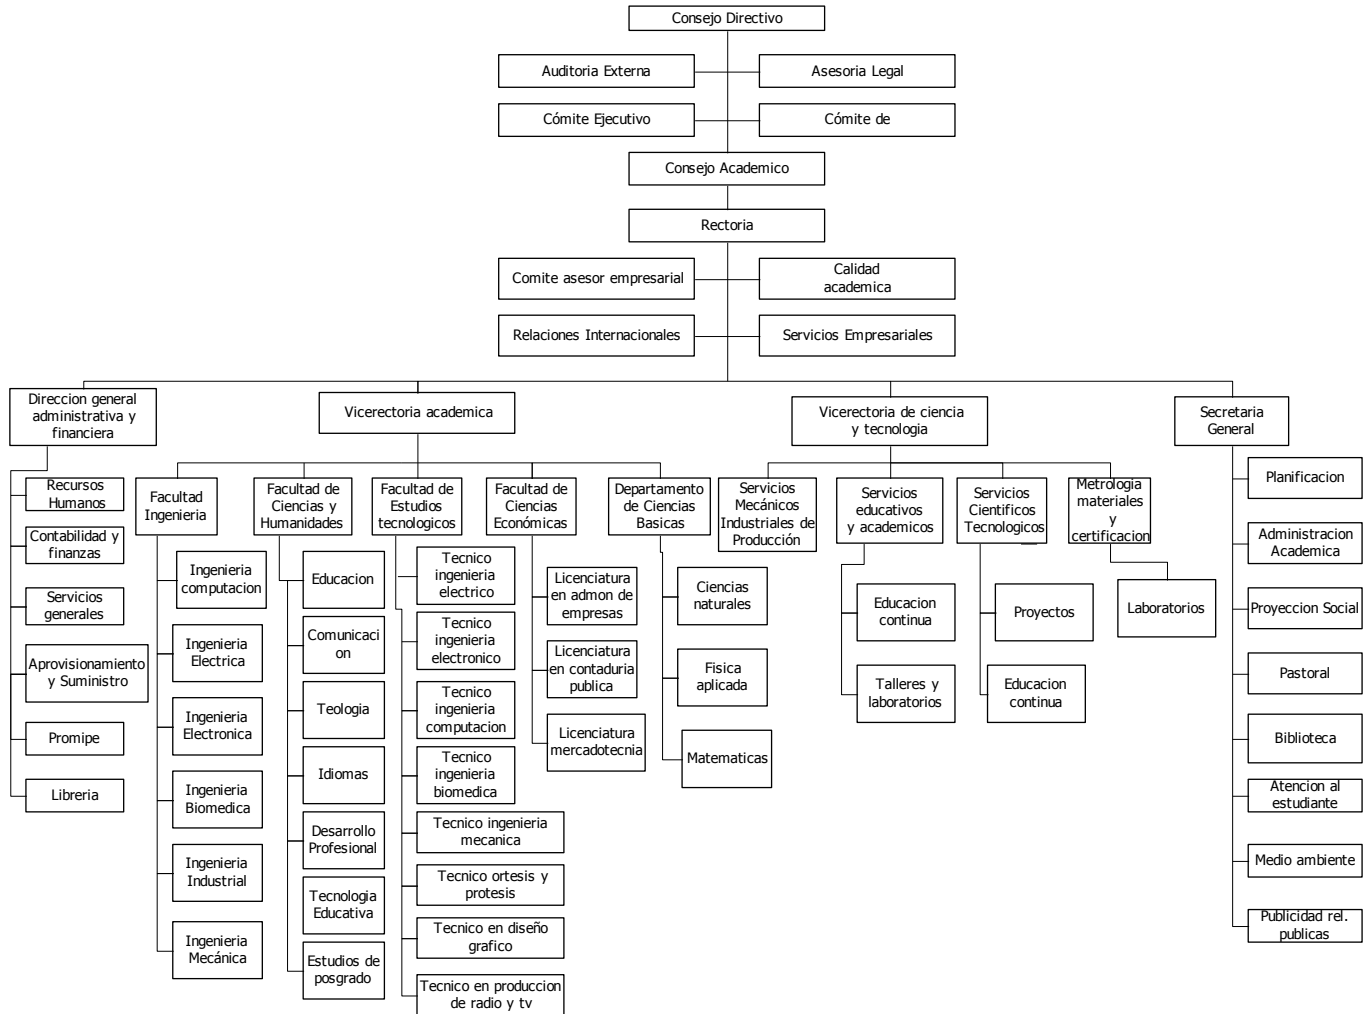 Consejo Directivo
Auditoria Externa
Asesoria Legal
Cómite Ejecutivo
Cómite de
Consejo Academico
Rectoria
Comite asesor empresarial
Calidad
academica
Relaciones Internacionales
Servicios Empresariales
Direccion general
administrativa y
financiera
Vicerectoria academica
Vicerectoria de ciencia
y tecnologia
Secretaria
General
Recursos
Humanos
Contabilidad y
finanzas
Servicios
generales
Aprovisionamiento
y Suministro
Promipe
Libreria
Facultad
Ingenieria
Ingenieria
computacion
Ingenieria
Electrica
Ingenieria
Electronica
Ingenieria
Biomedica
Ingenieria
Industrial
Ingenieria
Mecánica
Facultad de
Ciencias y
Humanidades
Educacion
Comunicaci
on
Teologia
Idiomas
Desarrollo
Profesional
Tecnologia
Educativa
Estudios de
posgrado
Facultad de
Estudios
tecnologicos
Tecnico
ingenieria
electrico
Tecnico
ingenieria
electronico
Tecnico
ingenieria
computacion
Tecnico
ingenieria
biomedica
Tecnico ingenieria
mecanica
Tecnico ortesis y
protesis
Tecnico en diseño
grafico
Tecnico en produccion
de radio y tv
Facultad de
Ciencias
Económicas
Licenciatura
en admon de
empresas
Licenciatura
en contaduria
publica
Licenciatura
mercadotecnia
Departamento
de Ciencias
Basicas
Ciencias
naturales
Fisica
aplicada
Matematicas
Servicios
Mecánicos
Industriales de
Producción
Servicios
educativos
y academicos
Educacion
continua
Talleres y
laboratorios
Servicios
Cientificos
Tecnologicos
Proyectos
Educacion
continua
Metrologia
materiales
y
certificacion
Laboratorios
Planificacion
Administracion
Academica
Proyeccion Social
Pastoral
Biblioteca
Atencion al
estudiante
Medio ambiente
Publicidad rel.
publicas